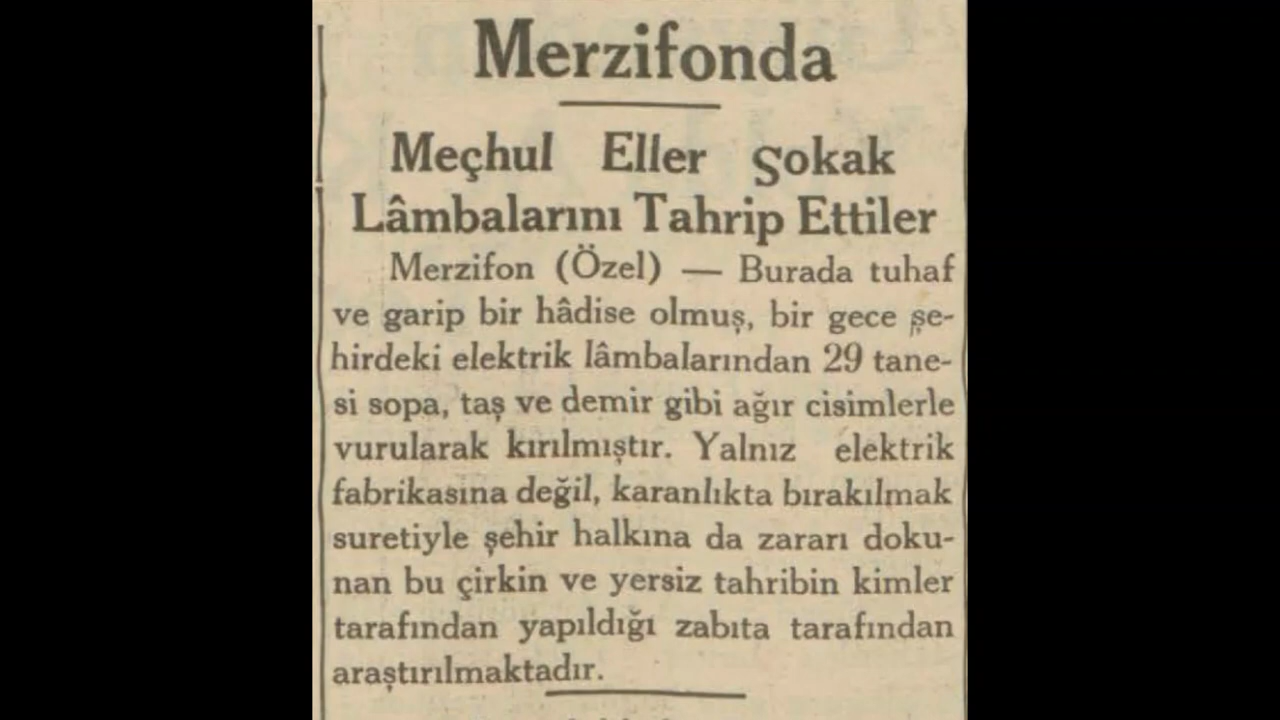 Merzifonda
Meçhul Eller Şokak
Lâmbalarını Tahrip Ettiler
Merzifon (Özel) — Burada tuhaf
ve garip bir hâdise olmuş, bir gece şe-
hirdeki elektrik lâmbalarından 29 tane-
si sopa, taş ve demir gibi ağır cisimlerle
vurularak kırılmıştır. Yalnız elektrik
fabrikasına değil, karanlıkta bırakılmak
suretiyle şehir halkına da zararı doku-
nan bu çirkin ve yersiz tahribin kimler
tarafından yapıldığı zabıta tarafından
araştırılmaktadır.